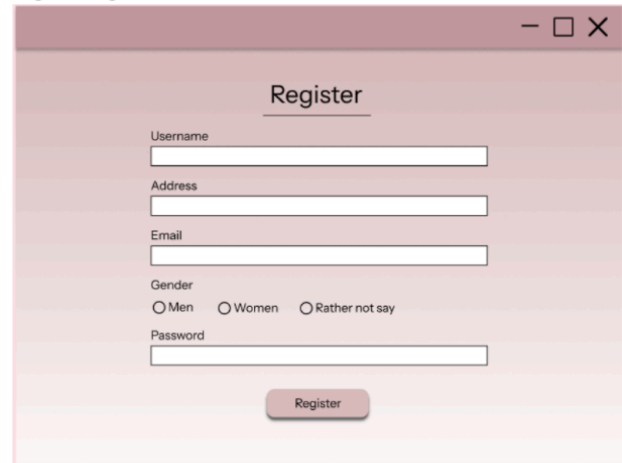 Register
Username
Address
Email
Gender
Men Women Rather not say
Password
Register